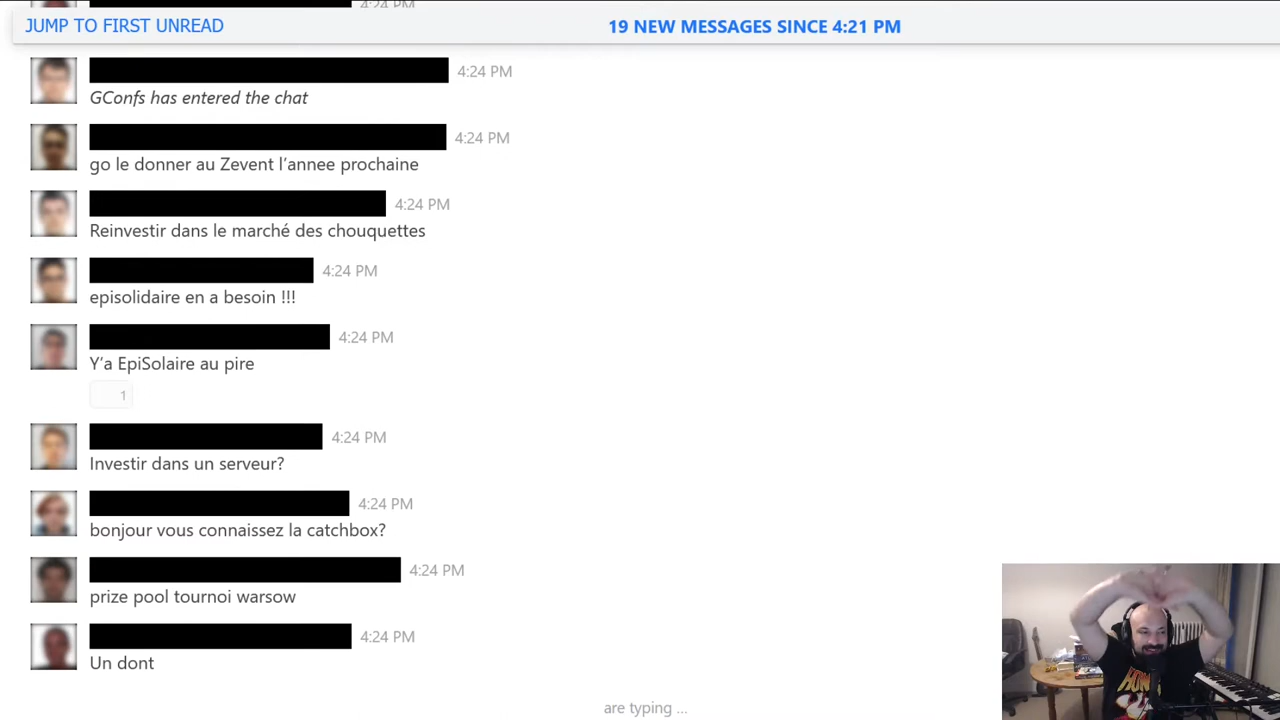 4:24 PM
JUMP TO FIRST UNREAD
19 NEW MESSAGES SINCE 4:21 PM
4:24 PM
GConfs has entered the chat
4:24 PM
go le donner au Zevent l’annee prochaine
4:24 PM
Reinvestir dans le marché des chouquettes
4:24 PM
episolidaire en a besoin !!!
4:24 PM
Y’a EpiSolaire au pire
1
4:24 PM
Investir dans un serveur?
4:24 PM
bonjour vous connaissez la catchbox?
4:24 PM
prize pool tournoi warsow
4:24 PM
Un dont
are typing ...